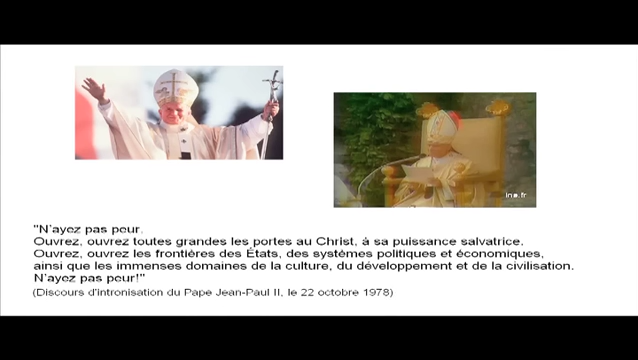 ina.fr
"N'ayez pas peur.
Ouvrez, ouvrez toutes grandes les portes au Christ, à sa puissance salvatrice.
Ouvrez, ouvrez les frontières des États, des systèmes politiques et économiques,
ainsi que les immenses domaines de la culture, du développement et de la civilisation.
N'ayez pas peur!"
(Discours d'intronisation du Pape Jean-Paul II, le 22 octobre 1978)